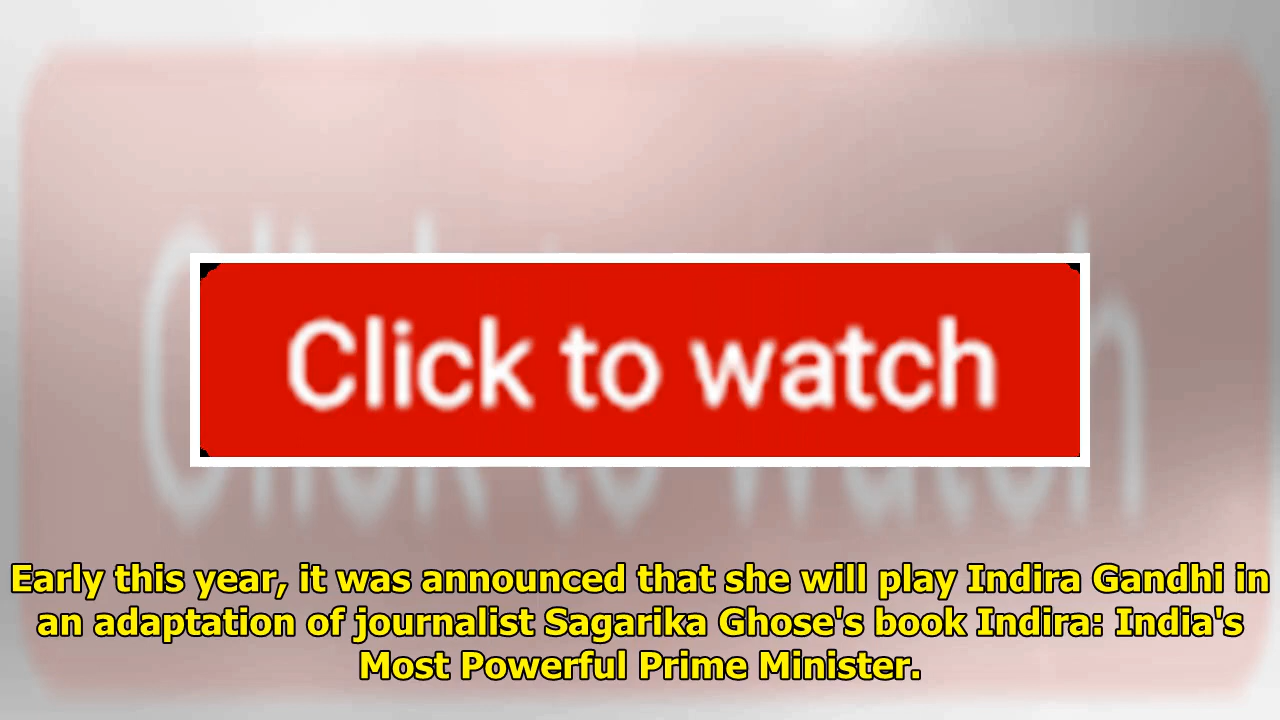 Click to watch
Early this year, it was announced that she will play Indira Gandhi in
an adaptation of journalist Sagarika Ghose's book Indira: India's
Most Powerful Prime Minister.